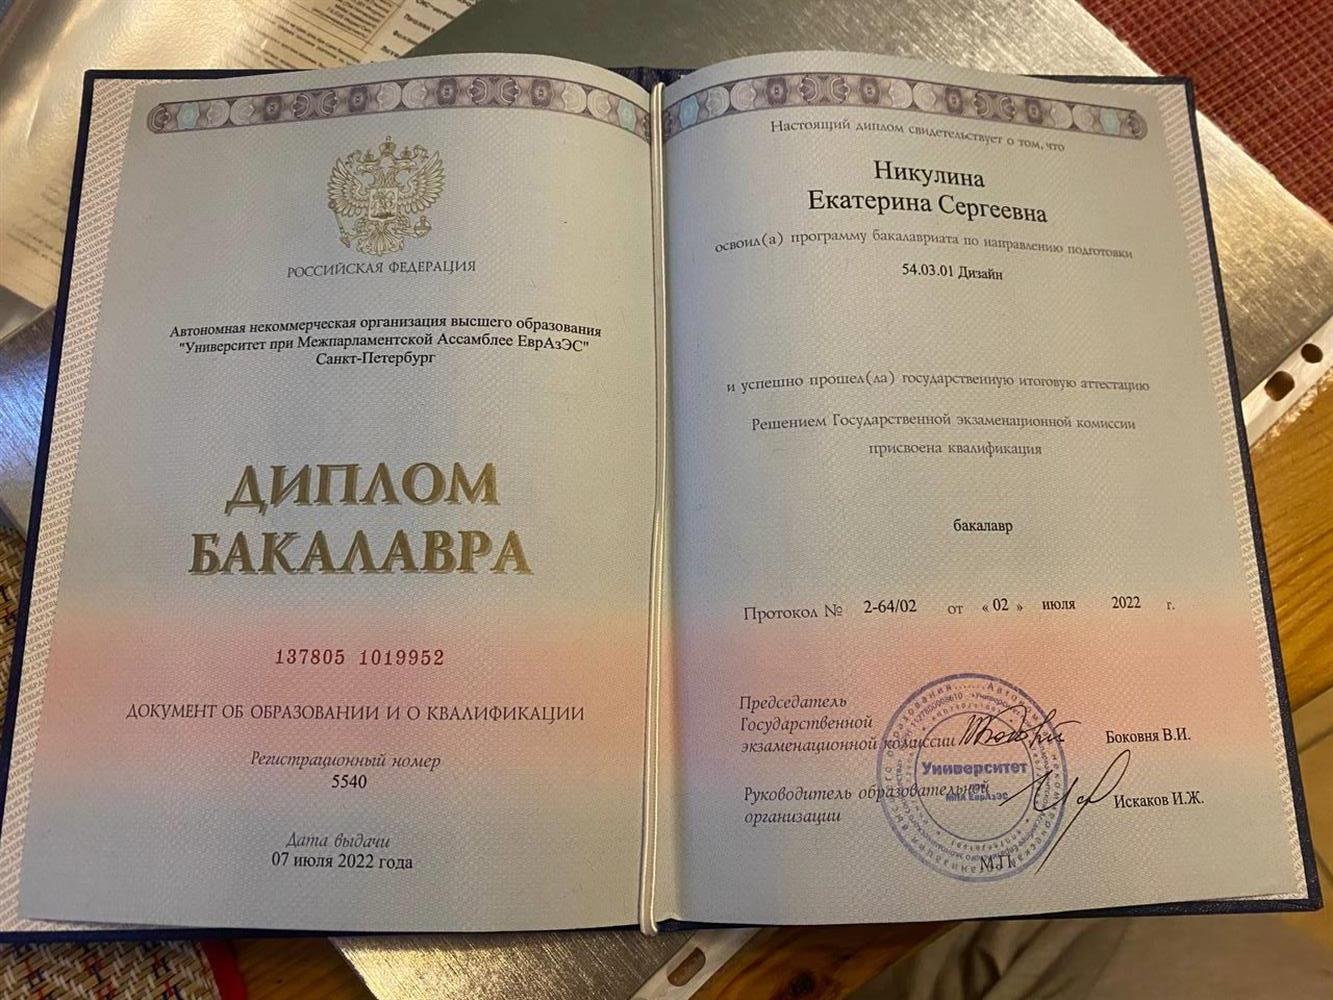 РОССИЙСКАЯ ФЕДЕРАЦИЯ
Автономная некоммерческая организация высшего образования
"Университет при Межпарламентской Ассамблее ЕврАзЭС"
Санкт-Петербург
ДИПЛОМ
БАКАЛАВРА
137805 1019952
ДОКУМЕНТ ОБ ОБРАЗОВАНИИ И О КВАЛИФИКАЦИИ
Регистрационный номер
5540
Дата выдачи
07 июля 2022 года
Настоящий диплом свидетельствует о том, что
Никулина
Екатерина Сергеевна
освоил(а) программу бакалавриата по направлению подготовки
54.03.01 Дизайн
и успешно прошел(ла) государственную итоговую аттестацию
Решением Государственной экзаменационной комиссии
присвоена квалификация
бакалавр
Протокол № 2-64/02 от « 02 » июля 2022 г.
Председатель
Государственной
экзаменационной комиссии Боковня В.И.
Руководитель образовательной
организации Искаков И.Ж.
М.П.
Университет
при
МПА ЕврАзЭС